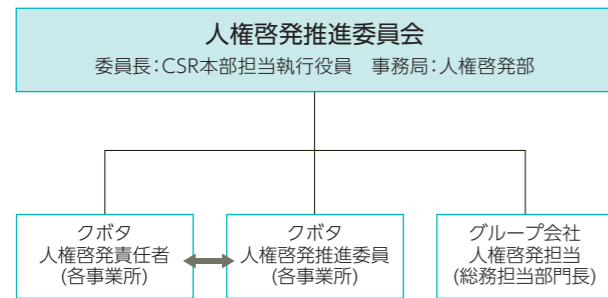 人権啓発推進委員会
委員長:CSR本部担当執行役員　事務局:人権啓発部
クボタ
人権啓発責任者
(各事業所)
クボタ
人権啓発推進委員
(各事業所)
グループ会社
人権啓発担当
(総務担当部門長)